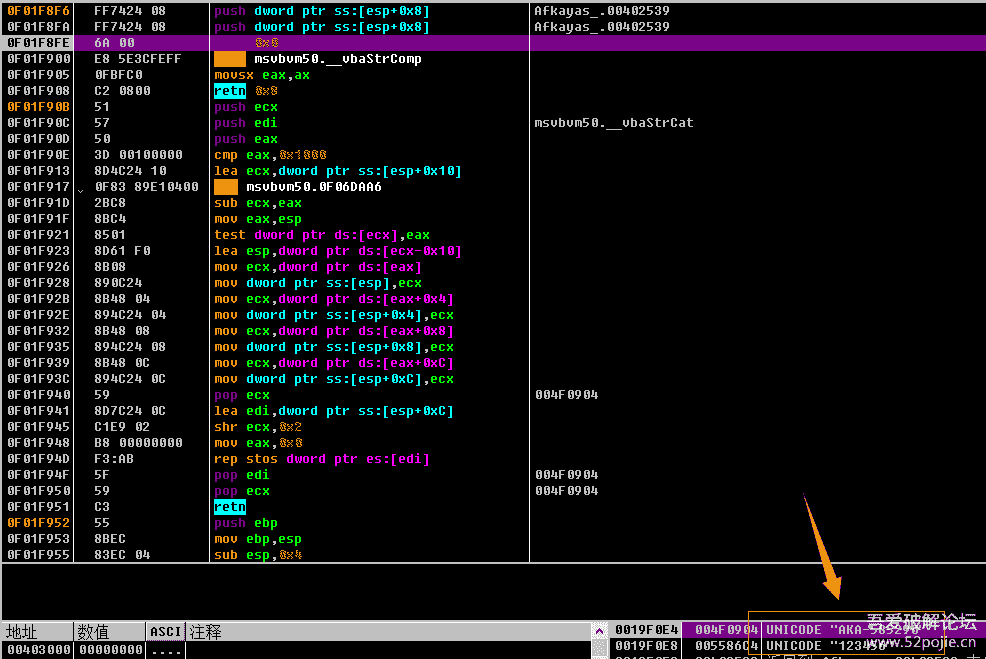 0F01F8F6 FF7424 08 push dword ptr ss:[esp+0x8] Afkayas_.00402539
0F01F8FA FF7424 08 push dword ptr ss:[esp+0x8] Afkayas_.00402539
0F01F8FE 6A 00 0x0
0F01F900 E8 5E3CFEFF msvbvm50.__vbaStrComp
0F01F905 0FBFC0 movsx eax,ax
0F01F908 C2 0800 retn 0x8
0F01F90B 51 push ecx
0F01F90C 57 push edi msvbvm50.__vbaStrCat
0F01F90D 50 push eax
0F01F90E 3D 00100000 cmp eax,0x1000
0F01F913 8D4C24 10 lea ecx,dword ptr ss:[esp+0x10]
0F01F917 0F83 89E10400 msvbvm50.0F06DAA6
0F01F91D 2BC8 sub ecx,eax
0F01F91F 8BC4 mov eax,esp
0F01F921 8501 test dword ptr ds:[ecx],eax
0F01F923 8D61 F0 lea esp,dword ptr ds:[ecx-0x10]
0F01F926 8B08 mov ecx,dword ptr ds:[eax]
0F01F928 890C24 mov dword ptr ss:[esp],ecx
0F01F92B 8B48 04 mov ecx,dword ptr ds:[eax+0x4]
0F01F92E 894C24 04 mov dword ptr ss:[esp+0x4],ecx
0F01F932 8B48 08 mov ecx,dword ptr ds:[eax+0x8]
0F01F935 894C24 08 mov dword ptr ss:[esp+0x8],ecx
0F01F939 8B48 0C mov ecx,dword ptr ds:[eax+0xC]
0F01F93C 894C24 0C mov dword ptr ss:[esp+0xC],ecx
0F01F940 59 pop ecx 004F0904
0F01F941 8D7C24 0C lea edi,dword ptr ss:[esp+0xC]
0F01F945 C1E9 02 shr ecx,0x2
0F01F948 B8 00000000 mov eax,0x0
0F01F94D F3:AB rep stos dword ptr es:[edi]
0F01F94F 5F pop edi 004F0904
0F01F950 59 pop ecx 004F0904
0F01F951 C3 retn
0F01F952 55 push ebp
0F01F953 8BEC mov ebp,esp
0F01F955 83EC 04 sub esp,0x4
地址 数值 ASCI 注释
00403000 00000000 ....
0019F0E4 004F0904 UNICODE "AKA-585290"
0019F0E8 005586C4 UNICODE "123456"
吾爱破解论坛
www.52pojie.cn